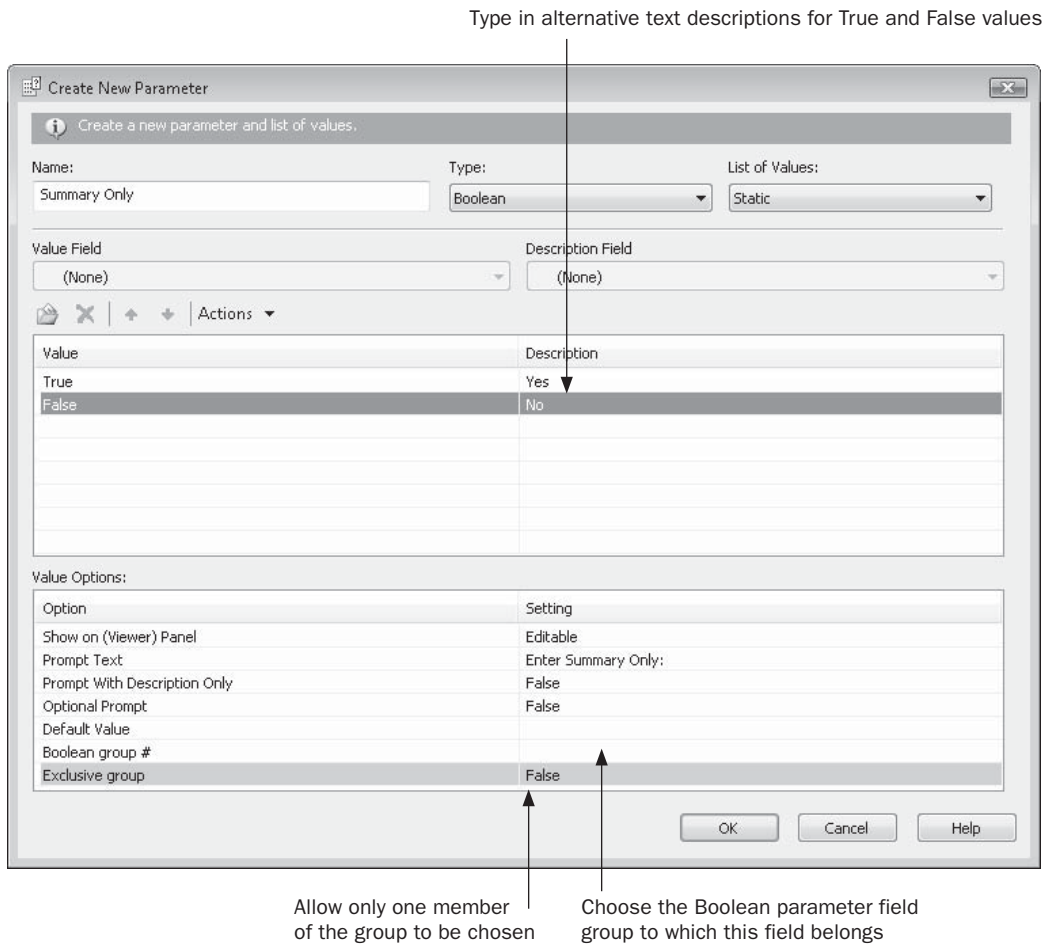 Type in alternative text descriptions for True and False values
Create New Parameter
Create a new parameter and list of values.
Name: Type: List of Values:
Summary Only Boolean Static
Value Field Description Field
(None) (None)
Actions
Value Description
True Yes
False No
Value Options:
Option Setting
Show on (Viewer) Panel Editable
Prompt Text Enter Summary Only:
Prompt With Description Only False
Optional Prompt False
Default Value
Boolean group #
Exclusive group False
OK Cancel Help
Allow only one member
of the group to be chosen
Choose the Boolean parameter field
group to which this field belongs